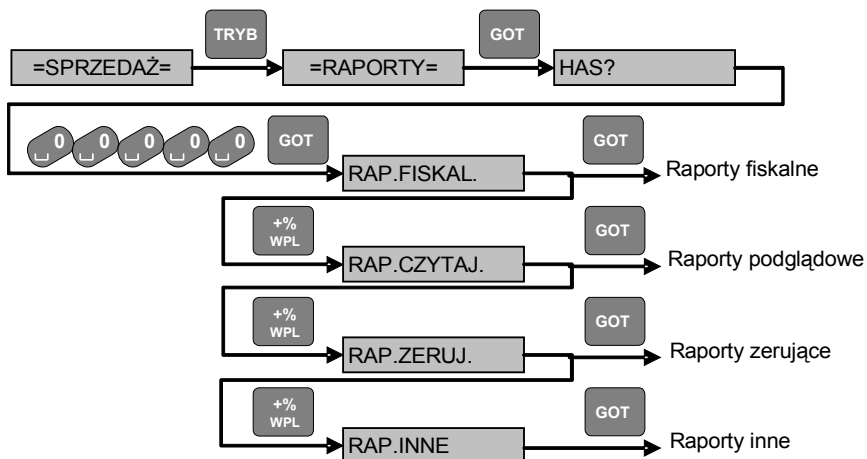 TRYB
GOT
=SPRZEDAŻ=
=RAPORTY=
HAS?
0 0 0 0 0
GOT
GOT
RAP.FISKAL.
Raporty fiskalne
+%
WPL
GOT
RAP.CZYTAJ.
Raporty podglądowe
+%
WPL
GOT
RAP.ZERUJ.
Raporty zerujące
+%
WPL
GOT
RAP.INNE
Raporty inne